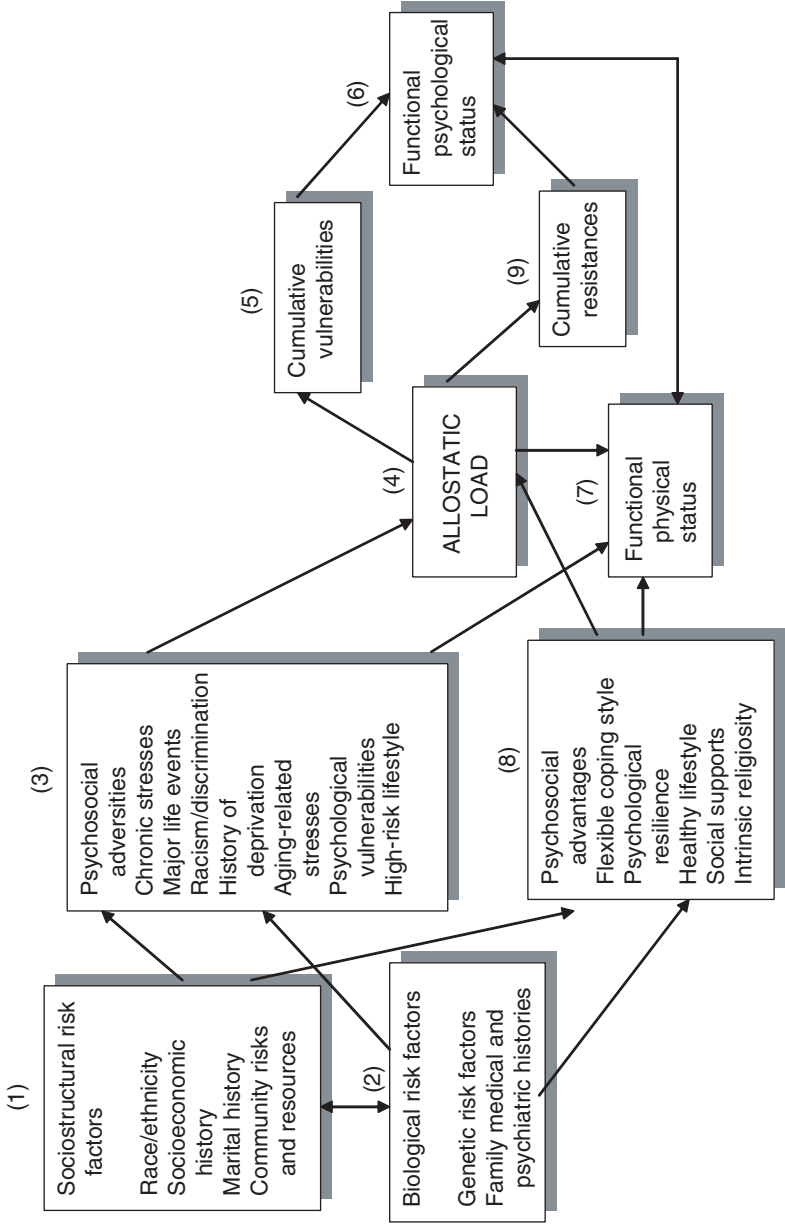 (1)
Sociostructural risk
factors
Race/ethnicity
Socioeconomic
history
Marital history
Community risks
and resources
(2)
Biological risk factors
Genetic risk factors
Family medical and
psychiatric histories
(3)
Psychosocial
adversities
Chronic stresses
Major life events
Racism/discrimination
History of
deprivation
Aging-related
stresses
Psychological
vulnerabilities
High-risk lifestyle
(8)
Psychosocial
advantages
Flexible coping style
Psychological
resilience
Healthy lifestyle
Social supports
Intrinsic religiosity
(4)
ALLOSTATIC
LOAD
(7)
Functional
physical
status
(5)
Cumulative
vulnerabilities
(9)
Cumulative
resistances
(6)
Functional
psychological
status